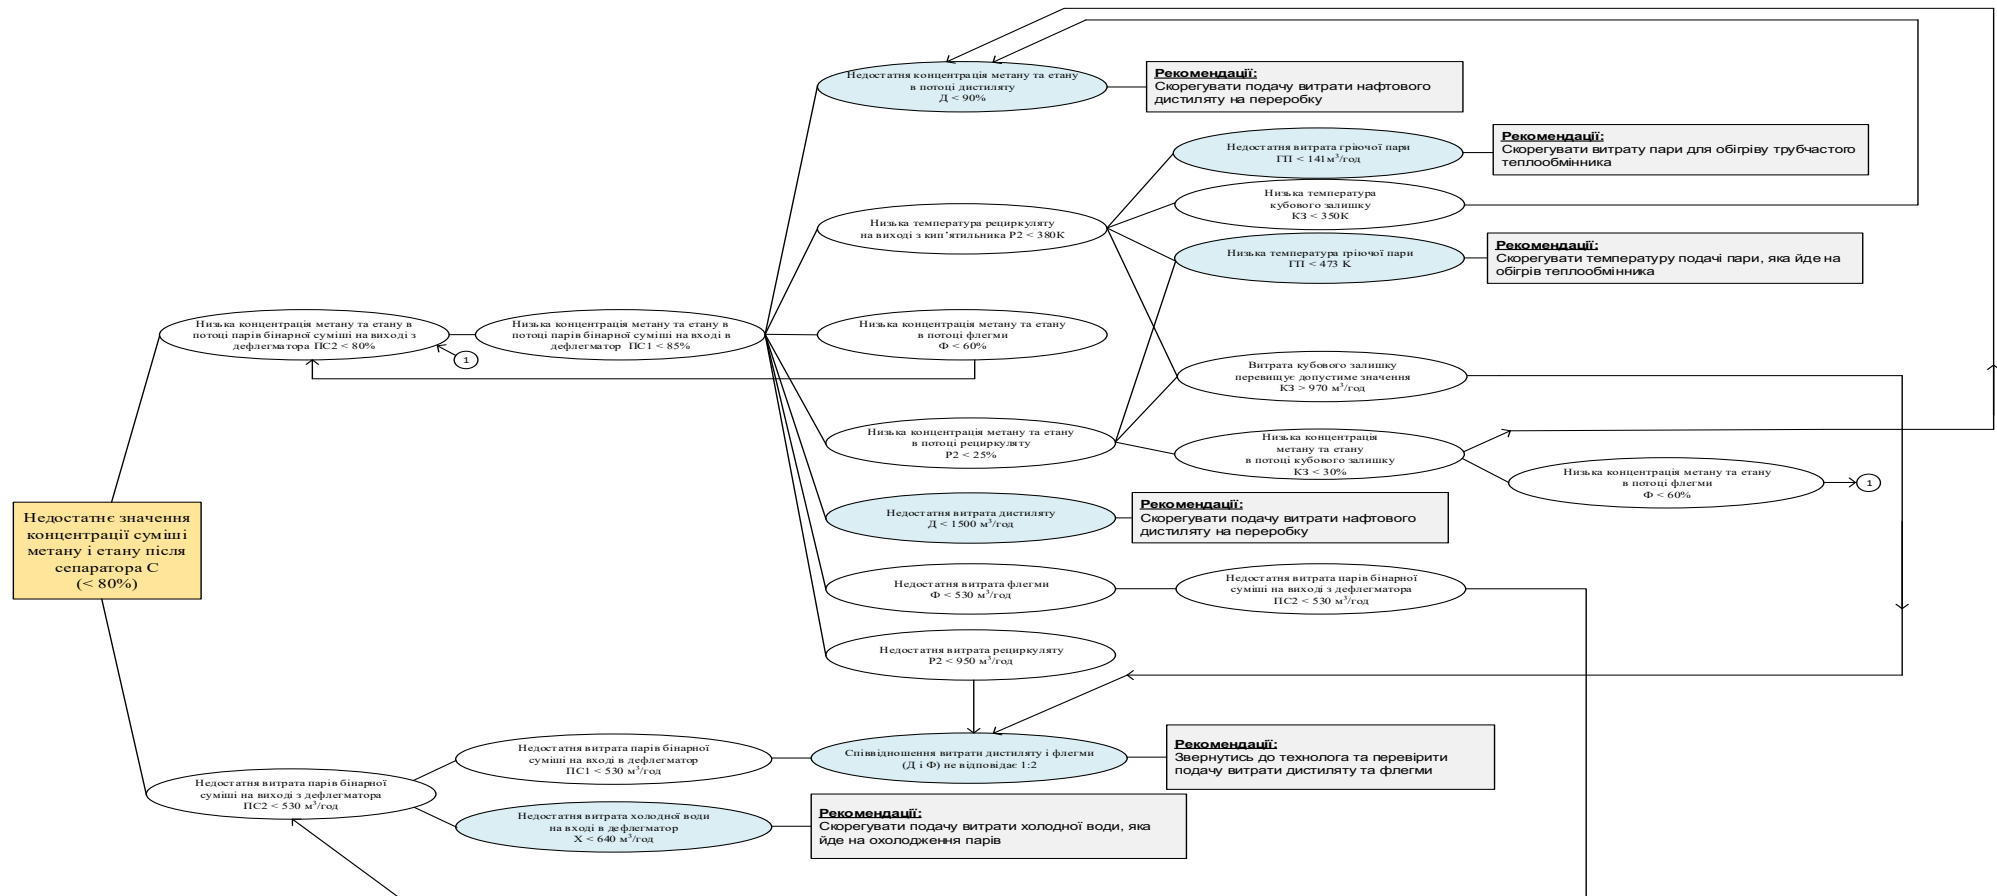 Недостатня концентрація метану та етану
в потоці дистиляту
Д < 90%
Рекомендації:
Скорегувати подачу витрати нафтового
дистиляту на переробку
Недостатня витрата гріючої пари
ГП < 141м³/год
Рекомендації:
Скорегувати витрату пари для обігріву трубчастого
теплообмінника
Низька температура
кубового залишку
КЗ < 350К
Низька температура рециркуляту
на виході з кип’ятильника Р2 < 380К
Низька температура гріючої пари
ГП < 473 К
Рекомендації:
Скорегувати температуру подачі пари, яка йде на
обігрів теплообмінника
Низька концентрація метану та етану в
потоці парів бінарної суміші на виході з
дефлегматора ПС2 < 80%
1
Низька концентрація метану та етану в
потоці парів бінарної суміші на вході в
дефлегматор ПС1 < 85%
Низька концентрація метану та етану
в потоці флегми
Ф < 60%
Витрата кубового залишку
перевищує допустиме значення
КЗ > 970 м³/год
Низька концентрація метану та етану
в потоці рециркуляту
Р2 < 25%
Низька концентрація
метану та етану
в потоці кубового залишку
КЗ < 30%
Низька концентрація метану та етану
в потоці флегми
Ф < 60%
1
Недостатнє значення
концентрації суміші
метану і етану після
сепаратора С
(< 80%)
Недостатня витрата дистиляту
Д < 1500 м³/год
Рекомендації:
Скорегувати подачу витрати нафтового
дистиляту на переробку
Недостатня витрата флегми
Ф < 530 м³/год
Недостатня витрата парів бінарної
суміші на виході з дефлегматора
ПС2 < 530 м³/год
Недостатня витрата рециркуляту
Р2 < 950 м³/год
Недостатня витрата парів бінарної
суміші на вході в дефлегматор
ПС1 < 530 м³/год
Співвідношення витрати дистиляту і флегми
(Д і Ф) не відповідає 1:2
Рекомендації:
Звернутись до технолога та перевірити
подачу витрати дистиляту та флегми
Недостатня витрата парів бінарної
суміші на виході з дефлегматора
ПС2 < 530 м³/год
Недостатня витрата холодної води
на вході в дефлегматор
Х < 640 м³/год
Рекомендації:
Скорегувати подачу витрати холодної води, яка
йде на охолодження парів